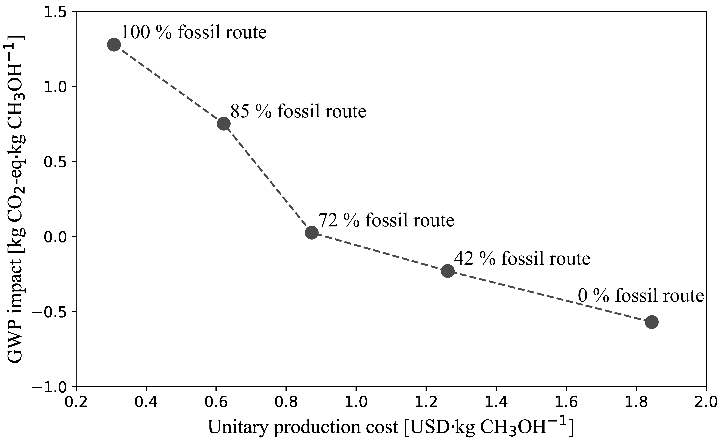 GWP impact [kg CO₂-eq·kg CH₃OH⁻¹]
1.5
1.0
0.5
0.0
−0.5
−1.0
100 % fossil route
85 % fossil route
72 % fossil route
42 % fossil route
0 % fossil route
0.2 0.4 0.6 0.8 1.0 1.2 1.4 1.6 1.8 2.0
Unitary production cost [USD·kg CH₃OH⁻¹]